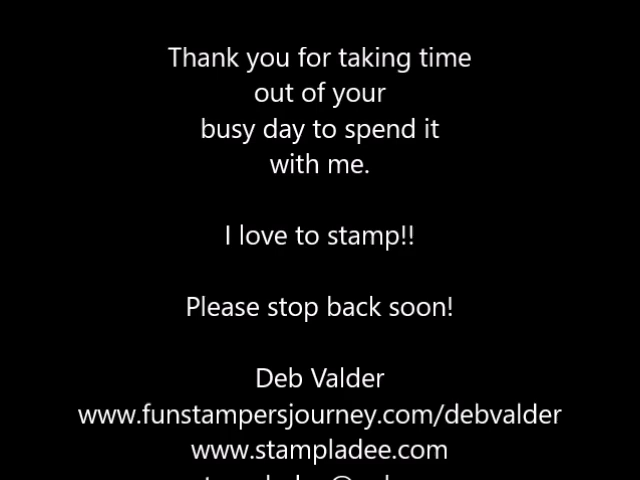 Thank you for taking time
out of your
busy day to spend it
with me.
I love to stamp!!
Please stop back soon!
Deb Valder
www.funstampersjourney.com/debvalder
www.stampladee.com